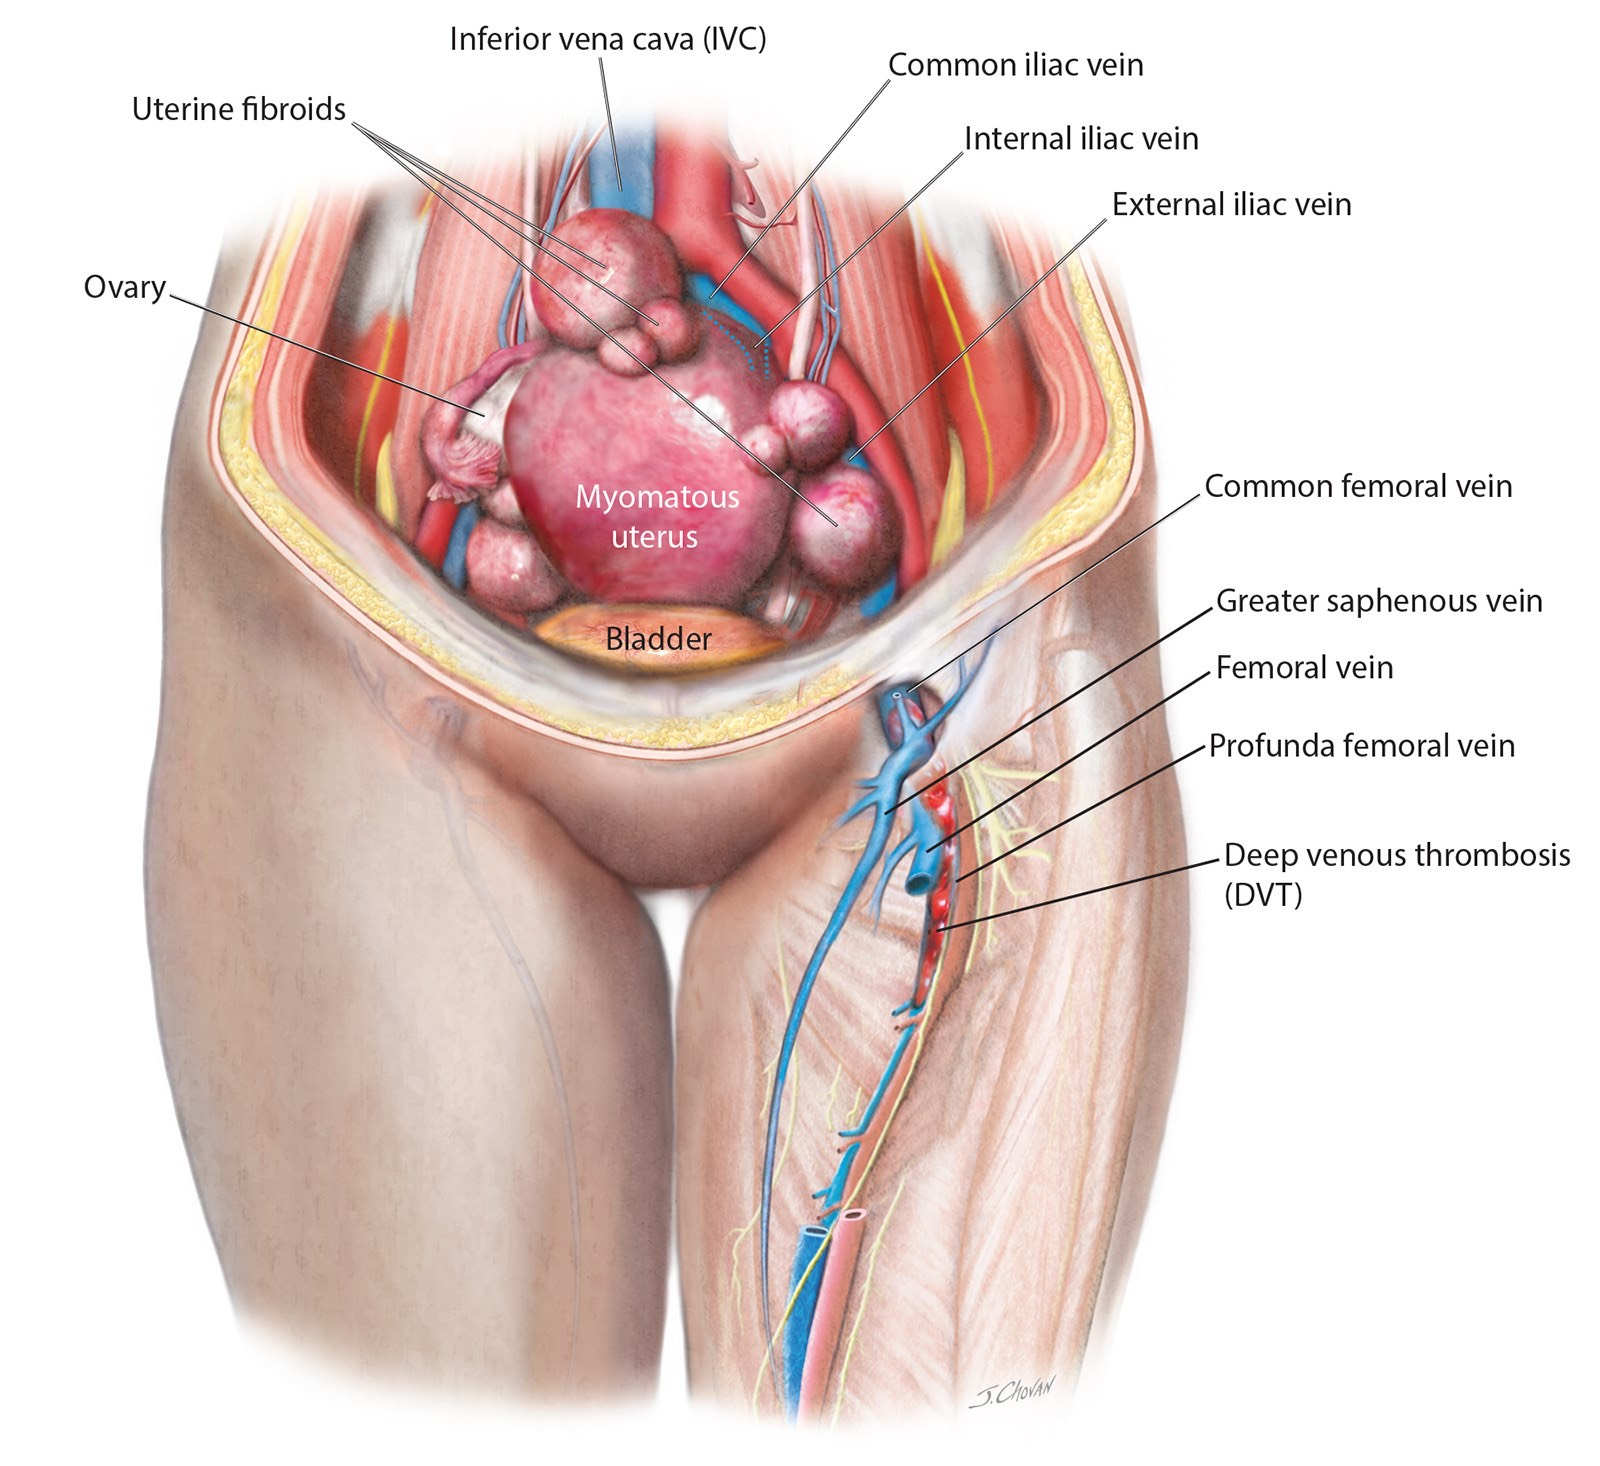 Inferior vena cava (IVC)
Common iliac vein
Uterine fibroids
Internal iliac vein
External iliac vein
Ovary
Common femoral vein
Myomatous
uterus
Greater saphenous vein
Bladder
Femoral vein
Profunda femoral vein
Deep venous thrombosis
(DVT)
J. CHOVAN